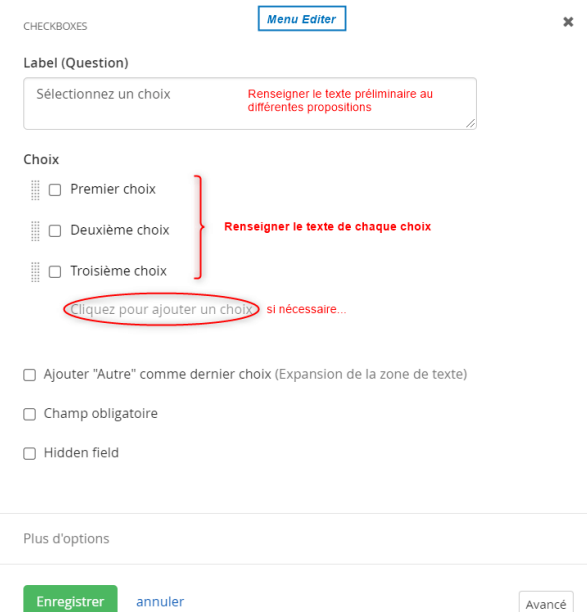 CHECKBOXES
Menu Editer
✖
Label (Question)
Sélectionnez un choix
Renseigner le texte préliminaire au
différentes propositions
Choix
Premier choix
Deuxième choix
Renseigner le texte de chaque choix
Troisième choix
Cliquez pour ajouter un choix
si nécessaire...
Ajouter "Autre" comme dernier choix (Expansion de la zone de texte)
Champ obligatoire
Hidden field
Plus d'options
Enregistrer
annuler
Avancé